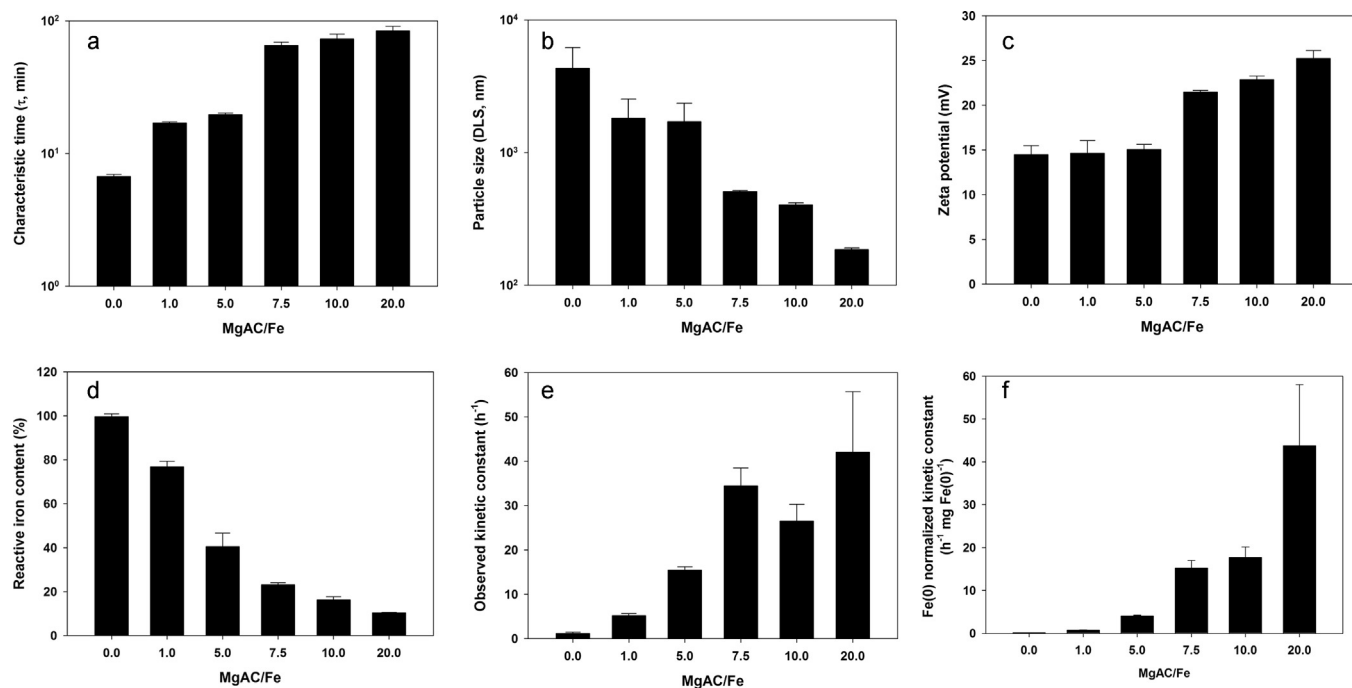 a
Characteristic time (τ, min)
10²
10¹
10⁰
0.0 1.0 5.0 7.5 10.0 20.0
MgAC/Fe
b
Particle size (DLS, nm)
10⁴
10³
10²
0.0 1.0 5.0 7.5 10.0 20.0
MgAC/Fe
c
Zeta potential (mV)
30
25
20
15
10
5
0
0.0 1.0 5.0 7.5 10.0 20.0
MgAC/Fe
d
Reactive iron content (%)
120
100
80
60
40
20
0
0.0 1.0 5.0 7.5 10.0 20.0
MgAC/Fe
e
Observed kinetic constant (h⁻¹)
60
50
40
30
20
10
0
0.0 1.0 5.0 7.5 10.0 20.0
MgAC/Fe
f
Fe(0) normalized kinetic constant
(h⁻¹ mg Fe(0)⁻¹)
60
50
40
30
20
10
0
0.0 1.0 5.0 7.5 10.0 20.0
MgAC/Fe